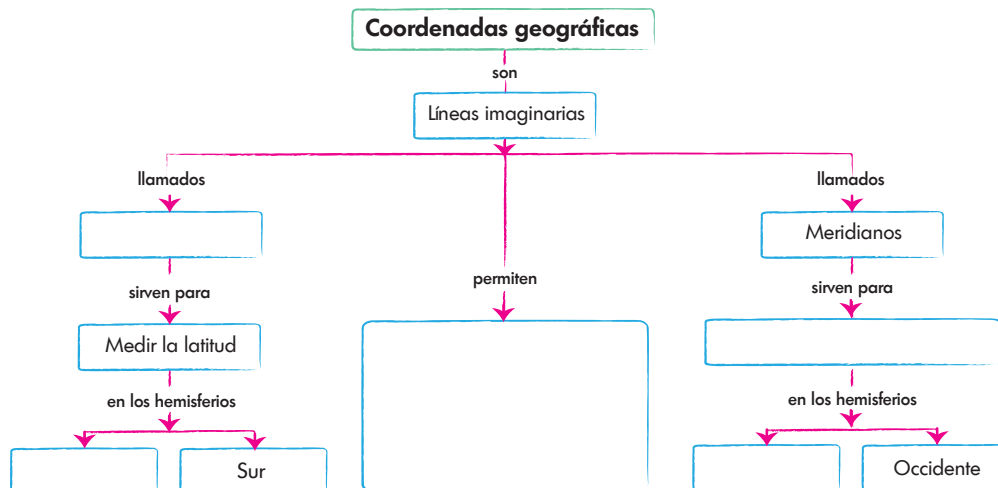 Coordenadas geográficas
son
Líneas imaginarias
llamados
llamados
Meridianos
permiten
sirven para
sirven para
Medir la latitud
en los hemisferios
en los hemisferios
Sur
Occidente